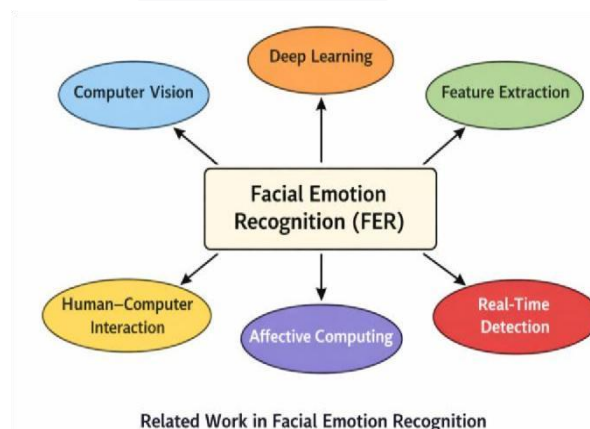 Deep Learning
Computer Vision
Feature Extraction
Facial Emotion
Recognition (FER)
Human–Computer
Interaction
Affective Computing
Real-Time
Detection
Related Work in Facial Emotion Recognition